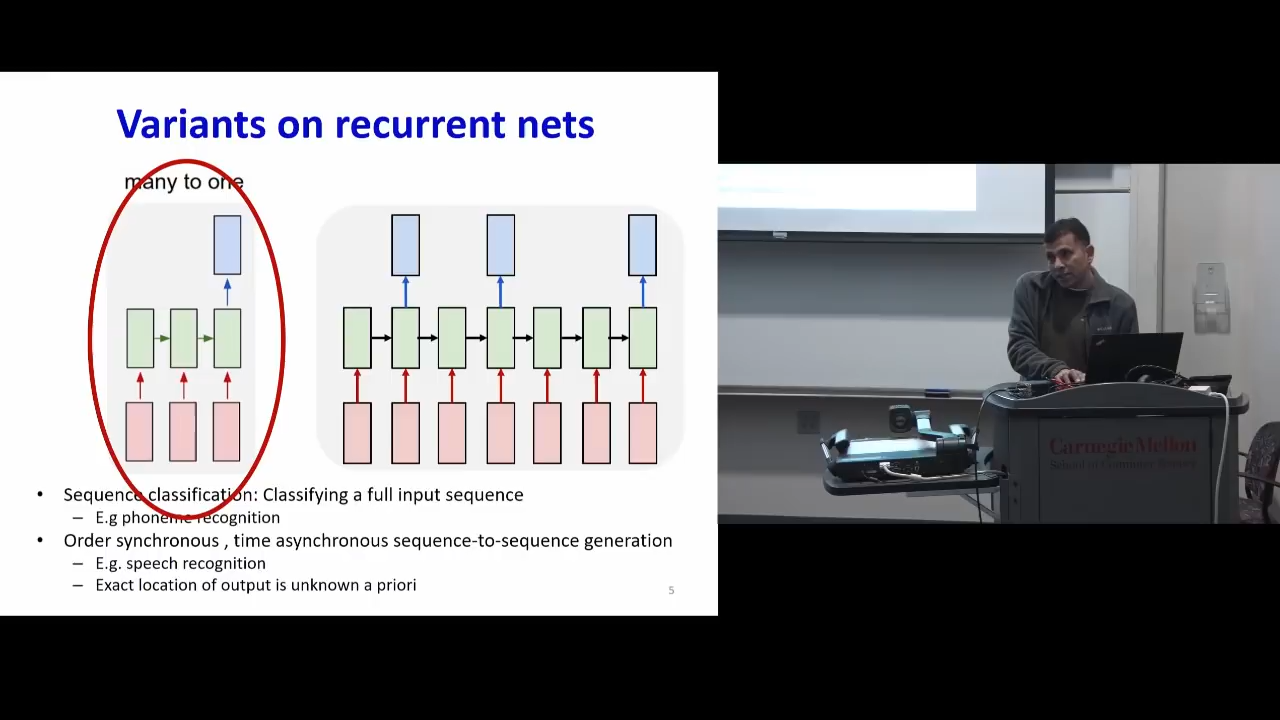 Variants on recurrent nets
many to one
• Sequence classification: Classifying a full input sequence
– E.g phoneme recognition
• Order synchronous , time asynchronous sequence-to-sequence generation
– E.g. speech recognition
– Exact location of output is unknown a priori
5
Carnegie Mellon
School of Computer Science